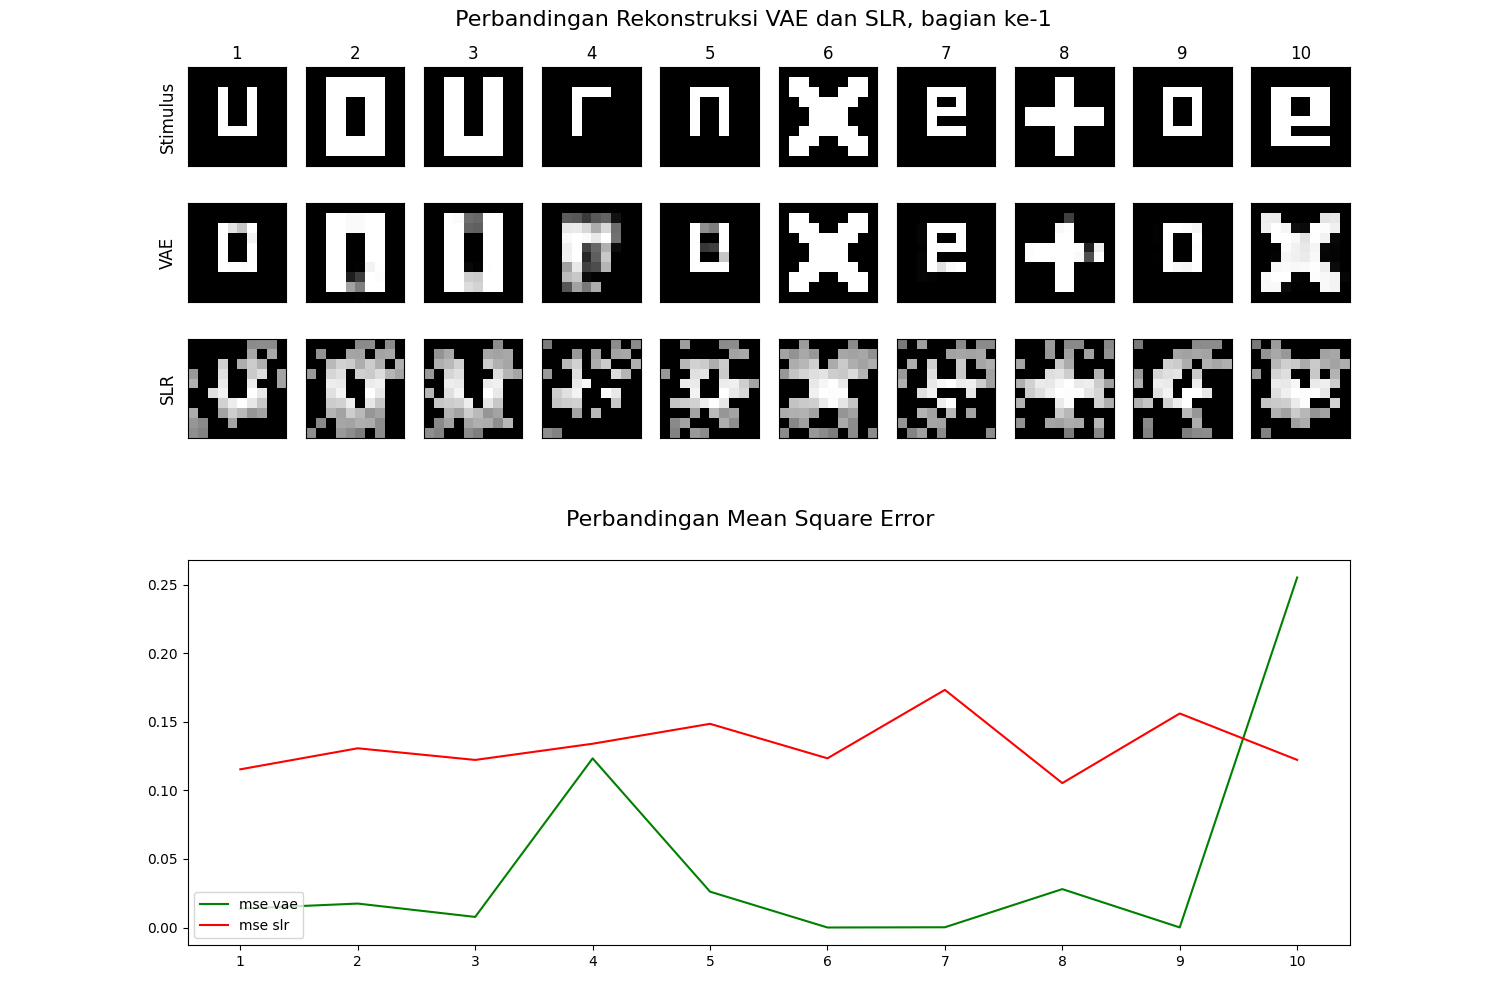 Perbandingan Rekonstruksi VAE dan SLR, bagian ke-1
1 2 3 4 5 6 7 8 9 10
Stimulus
u o u r n x e + o e
VAE
SLR
Perbandingan Mean Square Error
0.25
0.20
0.15
0.10
0.05
0.00
mse vae
mse slr
1 2 3 4 5 6 7 8 9 10